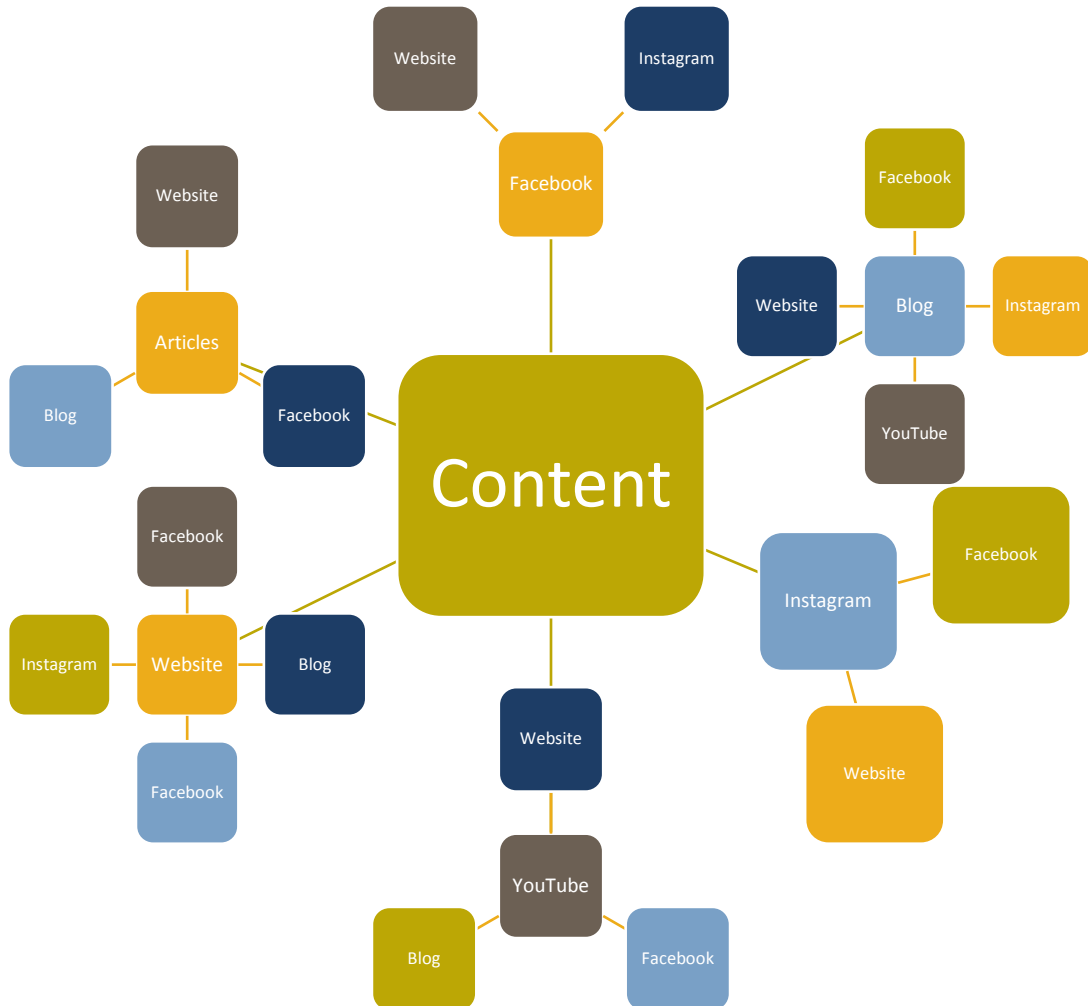 Website
Instagram
Facebook
Facebook
Website
Website
Blog
Instagram
Articles
Blog
Facebook
YouTube
Content
Facebook
Facebook
Instagram
Instagram
Website
Blog
Website
Website
Facebook
YouTube
Blog
Facebook